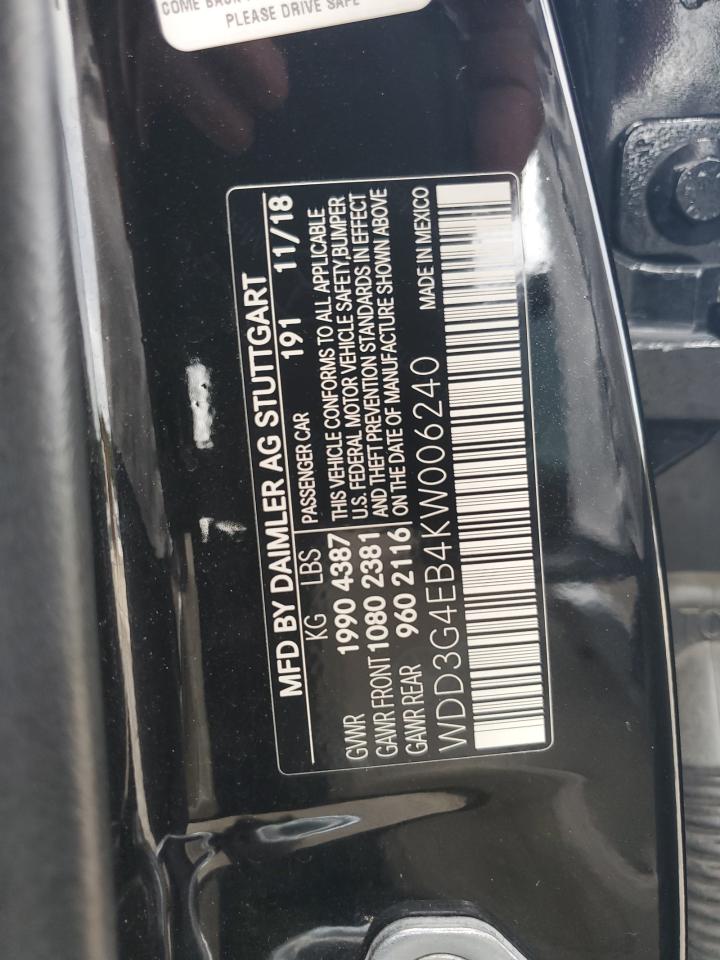 COME BACK
PLEASE DRIVE SAFE
MFD BY DAIMLER AG STUTTGART
KG LBS PASSENGER CAR 191 11/18
GWWR 1990 4387 THIS VEHICLE CONFORMS TO ALL APPLICABLE
GAWR FRONT 1080 2381 U.S. FEDERAL MOTOR VEHICLE SAFETY,BUMPER
GAWR REAR 960 2116 AND THEFT PREVENTION STANDARDS IN EFFECT
ON THE DATE OF MANUFACTURE SHOWN ABOVE
WDD3G4EB4KW006240 MADE IN MEXICO